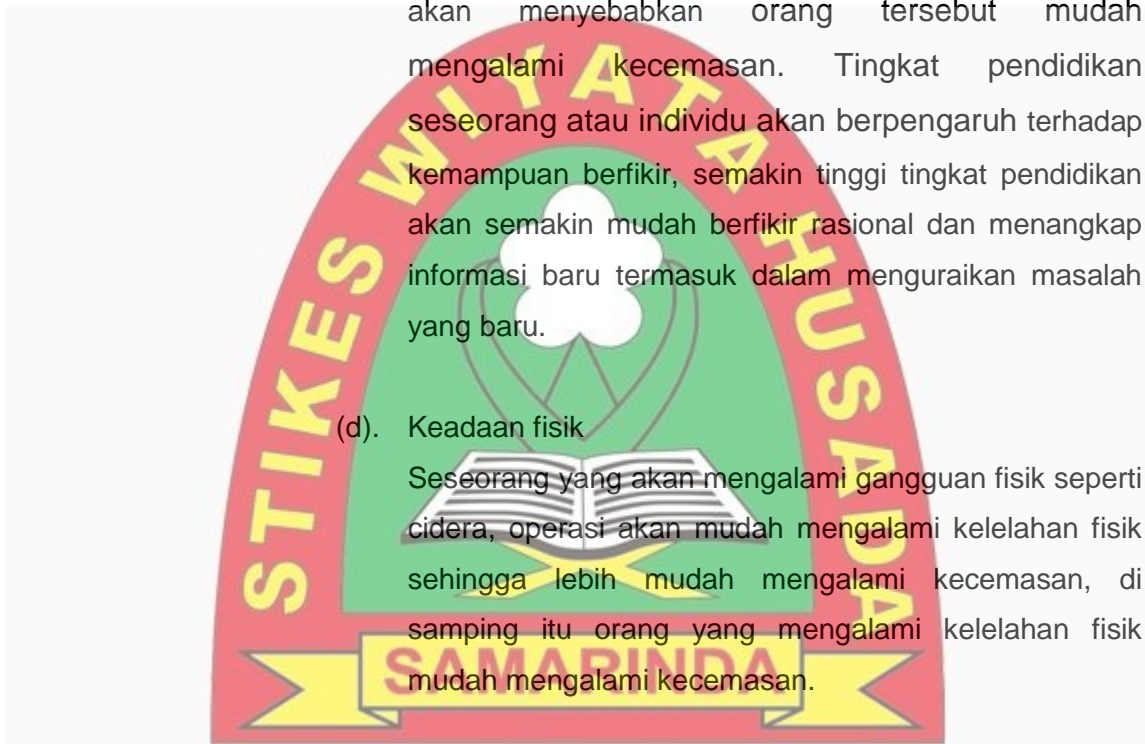 akan menyebabkan orang tersebut mudah
mengalami kecemasan. Tingkat pendidikan
seseorang atau individu akan berpengaruh terhadap
kemampuan berfikir, semakin tinggi tingkat pendidikan
akan semakin mudah berfikir rasional dan menangkap
informasi baru termasuk dalam menguraikan masalah
yang baru.
(d). Keadaan fisik
Seseorang yang akan mengalami gangguan fisik seperti
cidera, operasi akan mudah mengalami kelelahan fisik
sehingga lebih mudah mengalami kecemasan, di
samping itu orang yang mengalami kelelahan fisik
mudah mengalami kecemasan.
STIKES WIYATA HUSADA
SAMARINDA